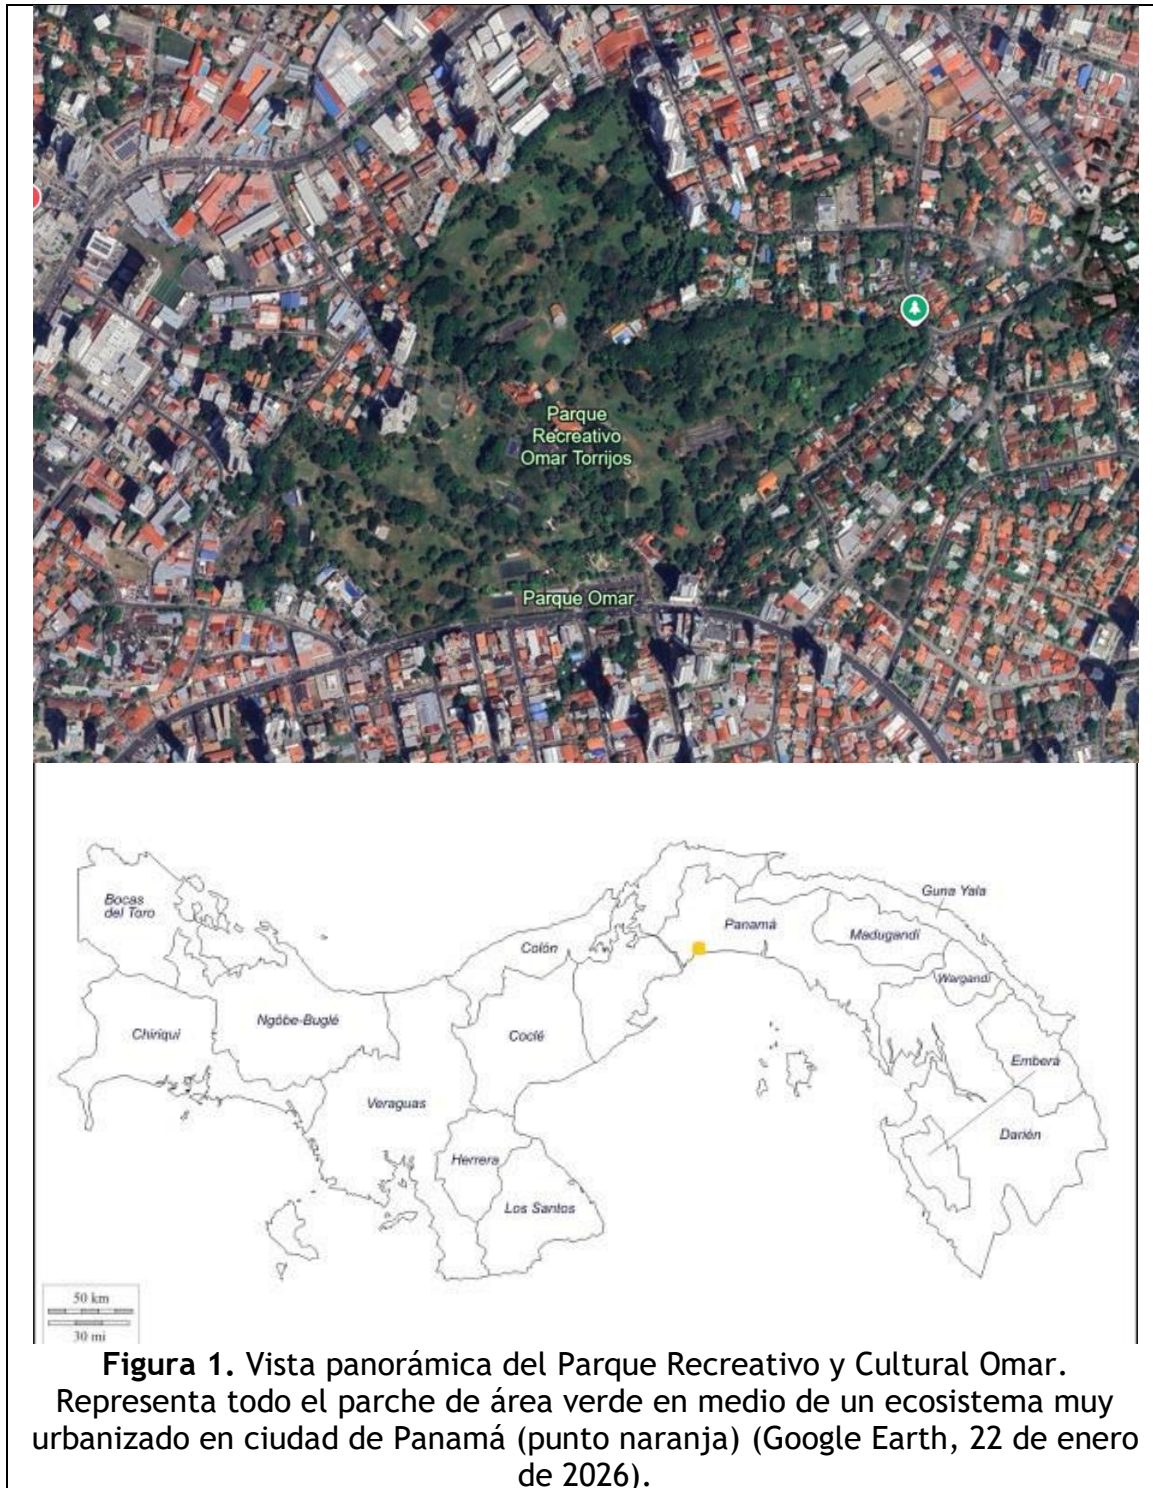 Parque
Recreativo
Omar Torrijos
Parque Omar
Bocas
del Toro
Guna Yala
Panamá
Madugandí
Colón
Wargandí
Ngöbe-Buglé
Chiriquí
Coclé
Emberá
Veraguas
Darién
Herrera
Los Santos
50 km
30 mi
Figura 1. Vista panorámica del Parque Recreativo y Cultural Omar.
Representa todo el parche de área verde en medio de un ecosistema muy
urbanizado en ciudad de Panamá (punto naranja) (Google Earth, 22 de enero
de 2026).